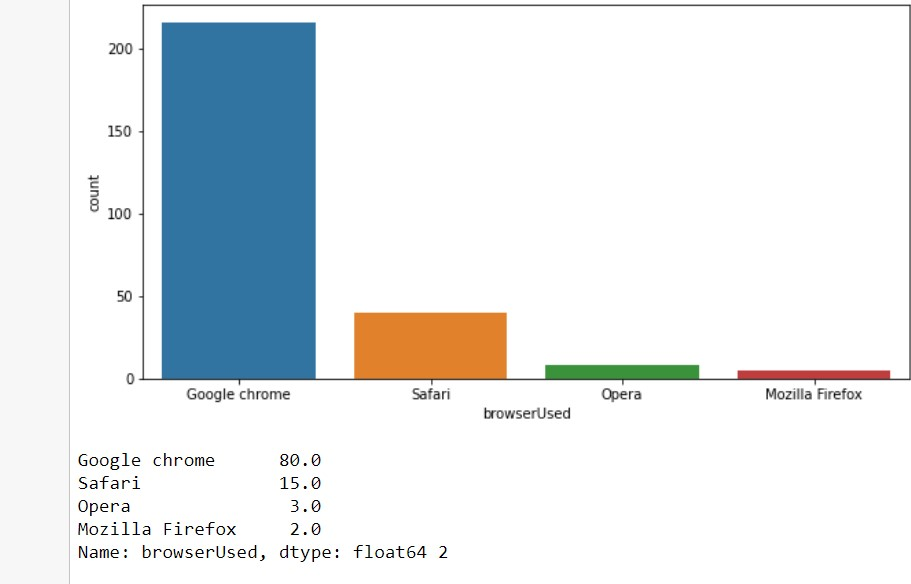 200
150
count
100
50
0
Google chrome Safari Opera Mozilla Firefox
browserUsed
Google chrome 80.0
Safari 15.0
Opera 3.0
Mozilla Firefox 2.0
Name: browserUsed, dtype: float64 2